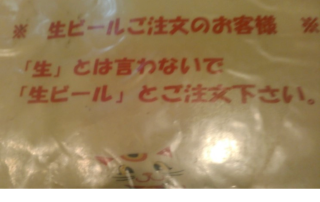 ※ 生ビールご注文のお客様 ※
「生」とは言わないで
「生ビール」とご注文下さい。